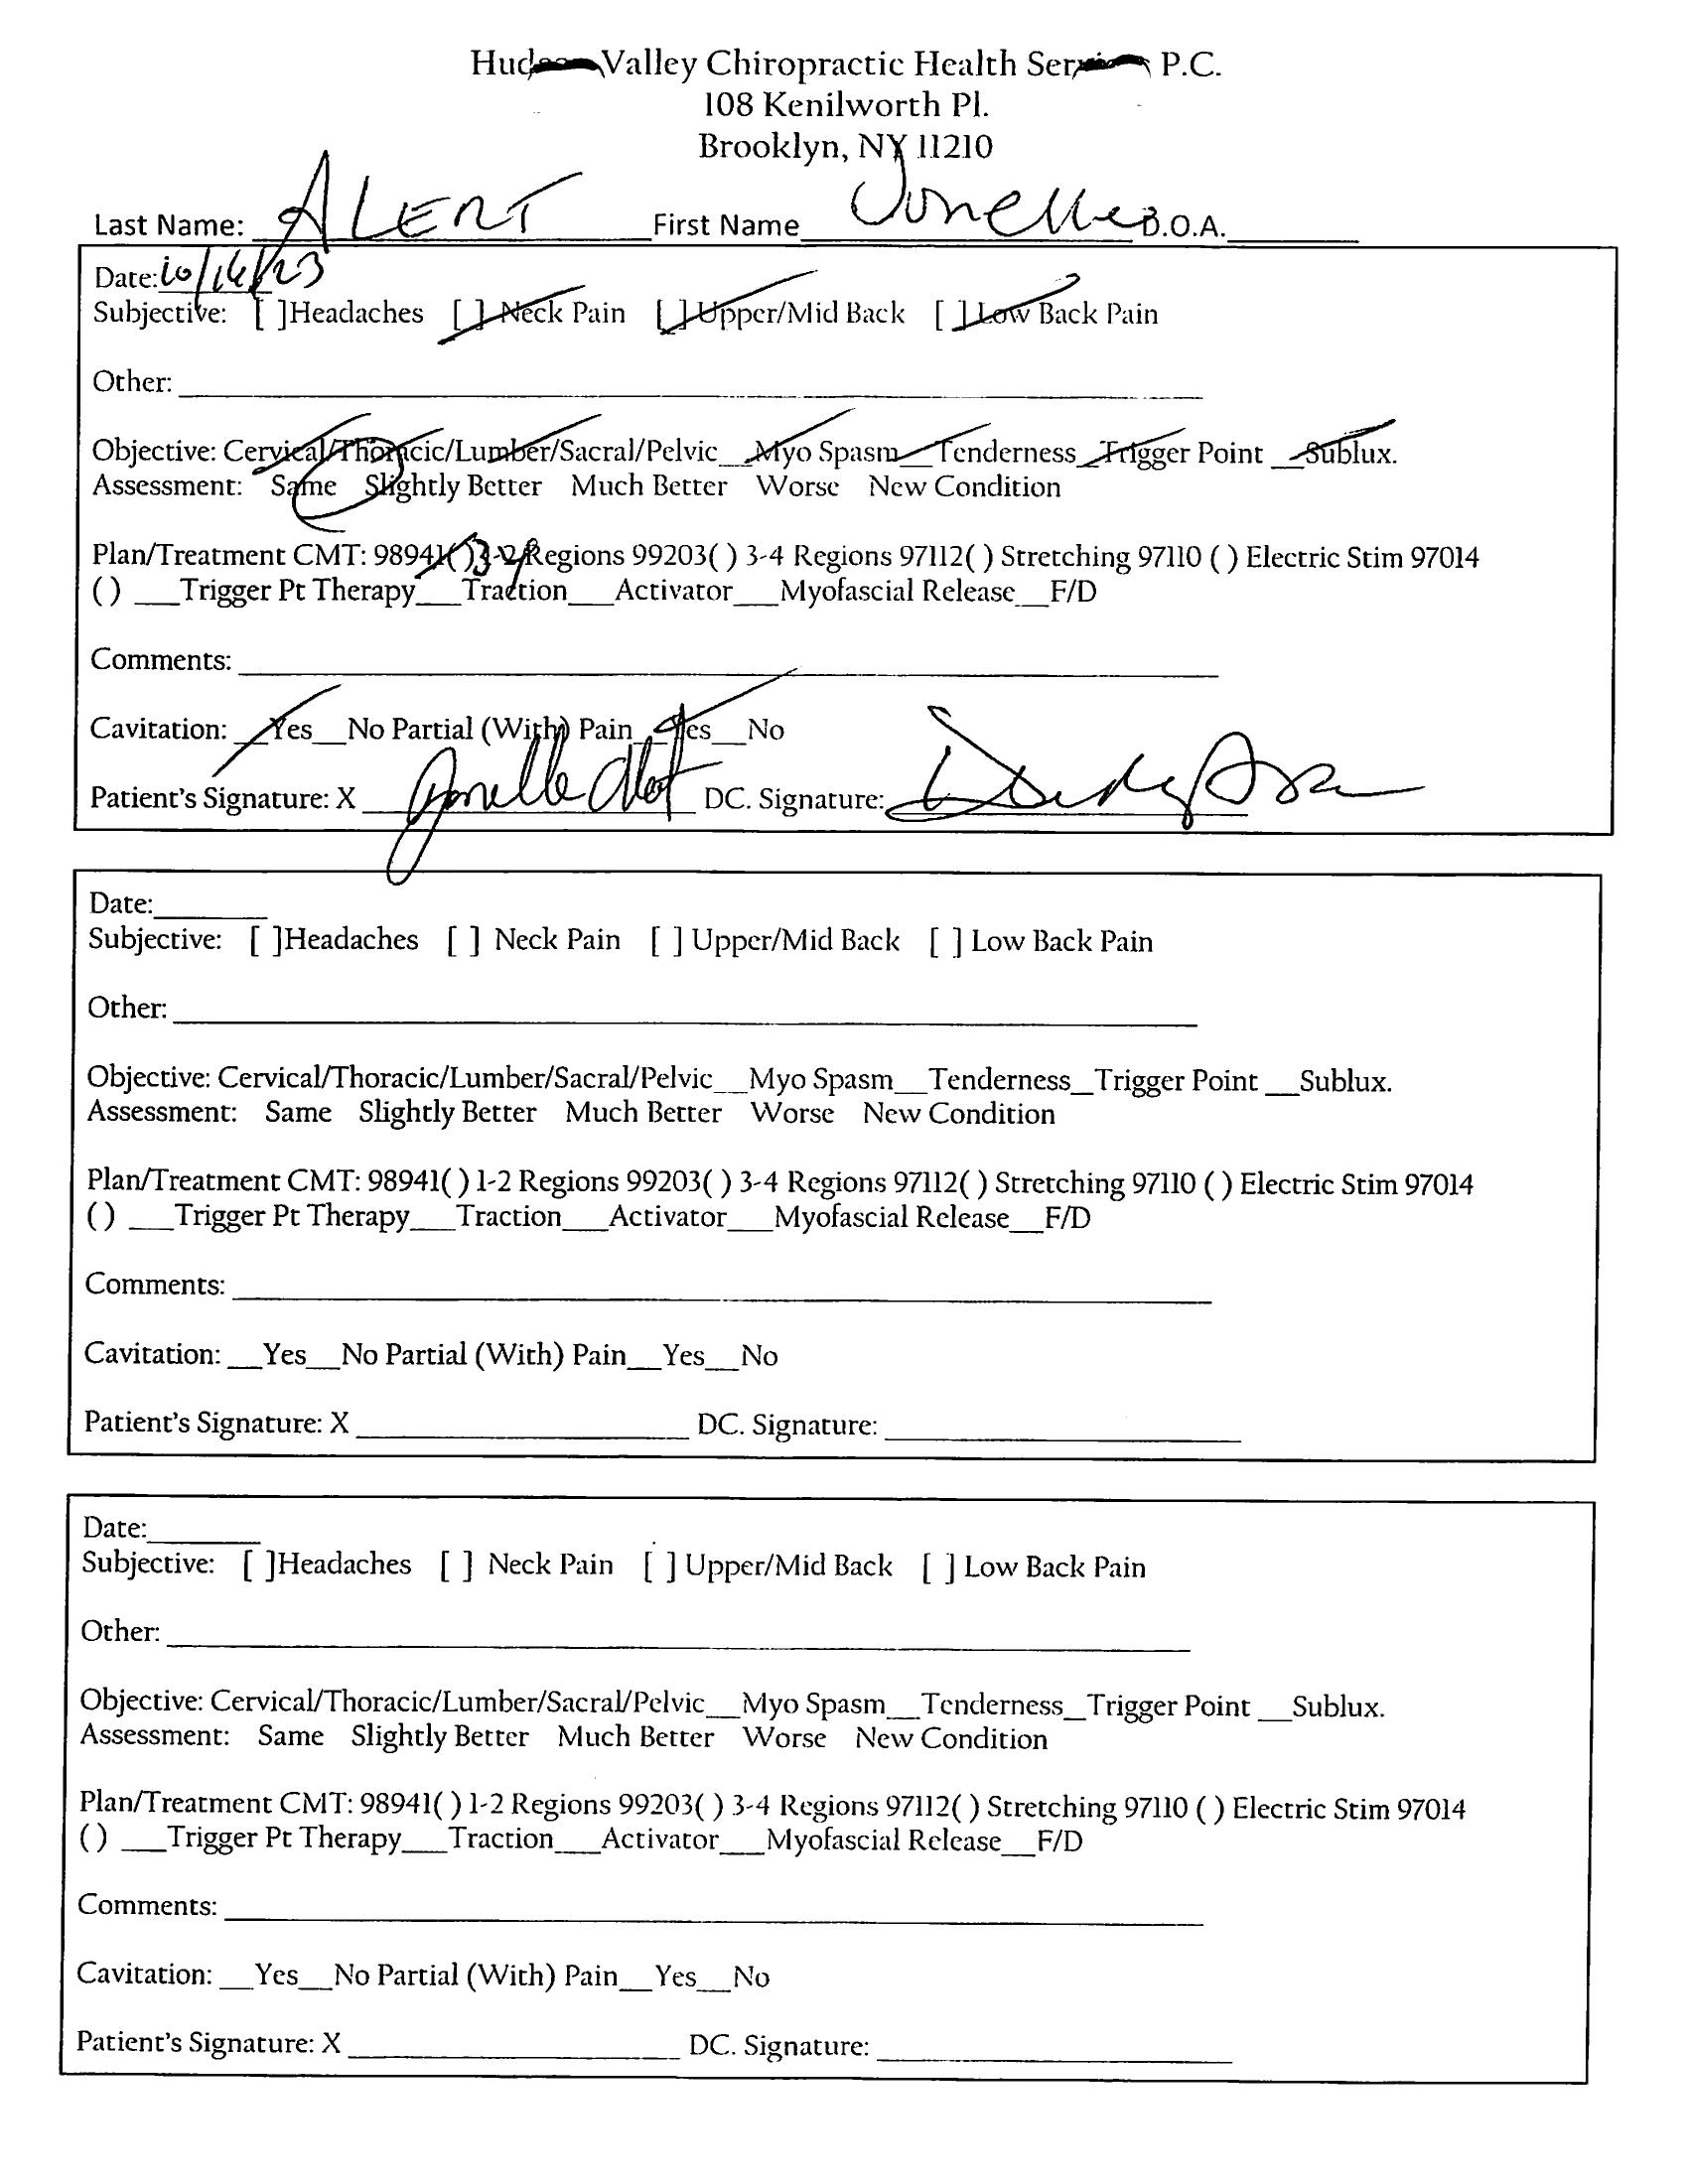 Hudson Valley Chiropractic Health Services P.C.
108 Kenilworth Pl.
Brooklyn, NY 11210
Last Name: ALERT First Name Jonelle D.O.A.
Date: 10/16/23
Subjective: [ ]Headaches [ ] Neck Pain [ ] Upper/Mid Back [ ] Low Back Pain
Other:
Objective: Cervical/Thoracic/Lumber/Sacral/Pelvic__Myo Spasm__Tenderness_Trigger Point __Sublux.
Assessment: Same Slightly Better Much Better Worse New Condition
Plan/Treatment CMT: 98941( ) 3-4 Regions 99203( ) 3-4 Regions 97112( ) Stretching 97110 ( ) Electric Stim 97014
( ) ___Trigger Pt Therapy___Traction___Activator___Myofascial Release__F/D
Comments:
Cavitation: __Yes__No Partial (With) Pain__Yes__No
Patient's Signature: X Jonelle Alert DC. Signature:
Date:
Subjective: [ ]Headaches [ ] Neck Pain [ ] Upper/Mid Back [ ] Low Back Pain
Other:
Objective: Cervical/Thoracic/Lumber/Sacral/Pelvic__Myo Spasm__Tenderness_Trigger Point __Sublux.
Assessment: Same Slightly Better Much Better Worse New Condition
Plan/Treatment CMT: 98941( ) 1-2 Regions 99203( ) 3-4 Regions 97112( ) Stretching 97110 ( ) Electric Stim 97014
( ) ___Trigger Pt Therapy___Traction___Activator___Myofascial Release__F/D
Comments:
Cavitation: __Yes__No Partial (With) Pain__Yes__No
Patient's Signature: X DC. Signature:
Date:
Subjective: [ ]Headaches [ ] Neck Pain [ ] Upper/Mid Back [ ] Low Back Pain
Other:
Objective: Cervical/Thoracic/Lumber/Sacral/Pelvic__Myo Spasm__Tenderness_Trigger Point __Sublux.
Assessment: Same Slightly Better Much Better Worse New Condition
Plan/Treatment CMT: 98941( ) 1-2 Regions 99203( ) 3-4 Regions 97112( ) Stretching 97110 ( ) Electric Stim 97014
( ) ___Trigger Pt Therapy___Traction___Activator___Myofascial Release__F/D
Comments:
Cavitation: __Yes__No Partial (With) Pain__Yes__No
Patient's Signature: X DC. Signature: